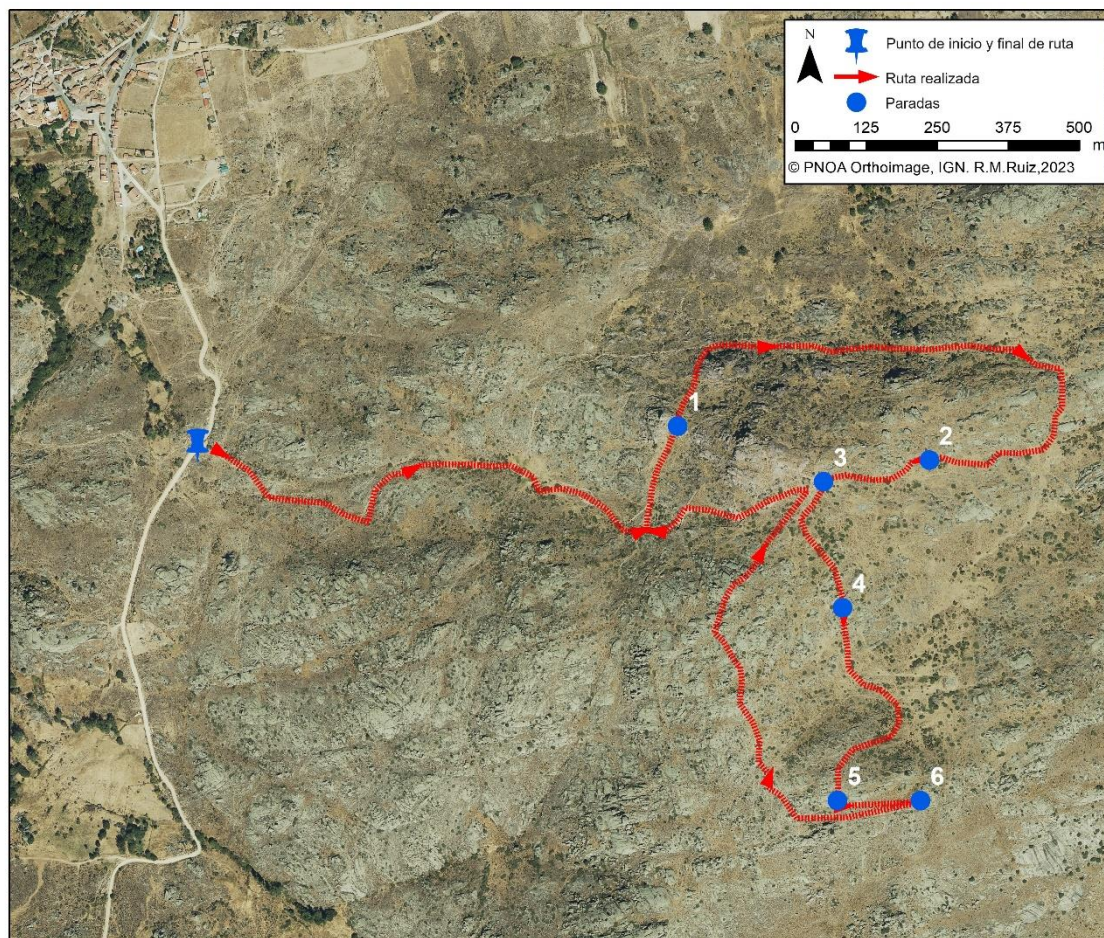 N
Punto de inicio y final de ruta
Ruta realizada
Paradas
0 125 250 375 500
m
© PNOA Orthoimage, IGN. R.M.Ruiz,2023
1
2
3
4
5
6